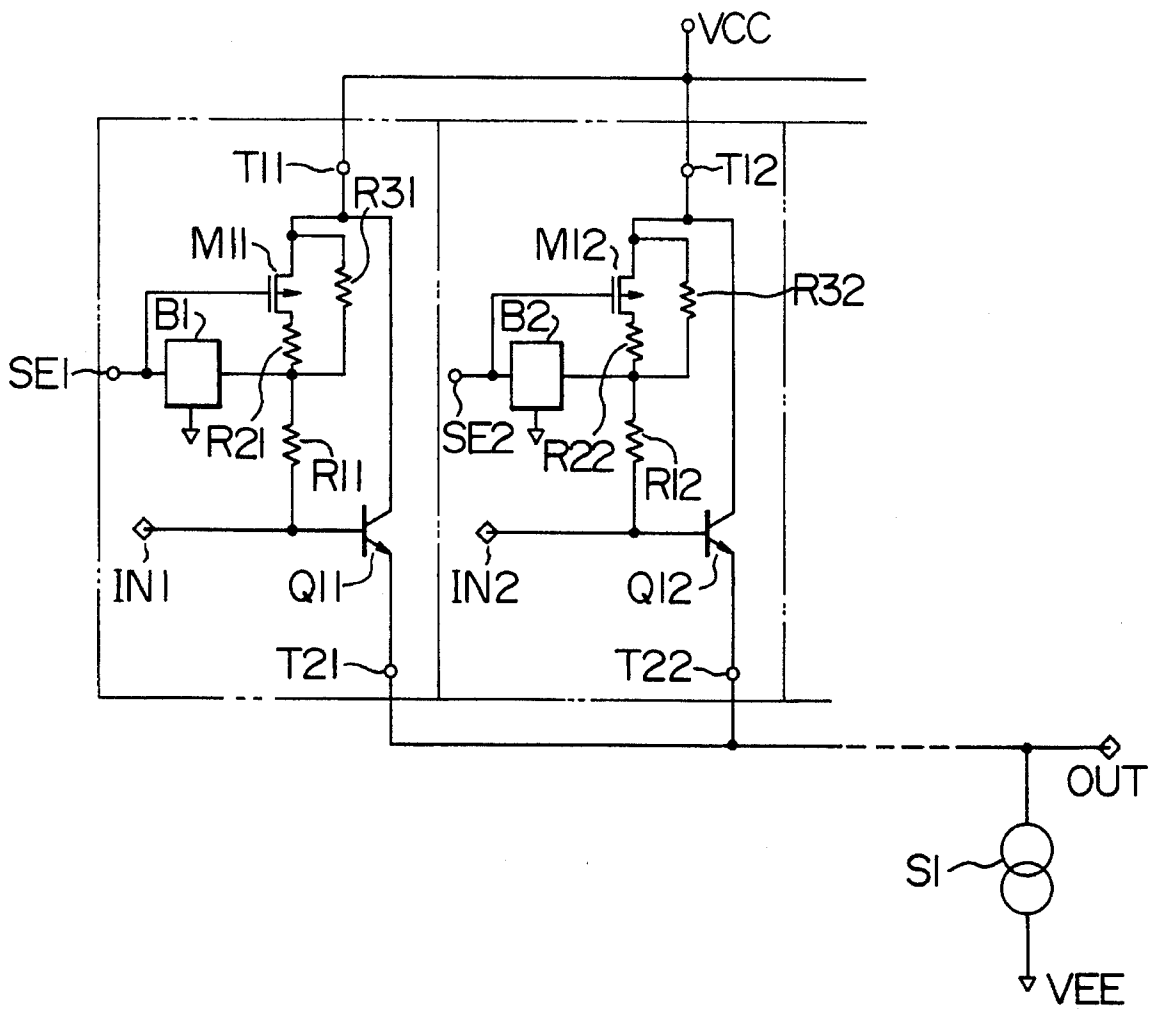 VCC
T11
T12
R31
M11
M12
R32
B1
B2
SE1
SE2
R21
R22
R11
R12
IN1
Q11
IN2
Q12
T21
T22
OUT
S1
VEE